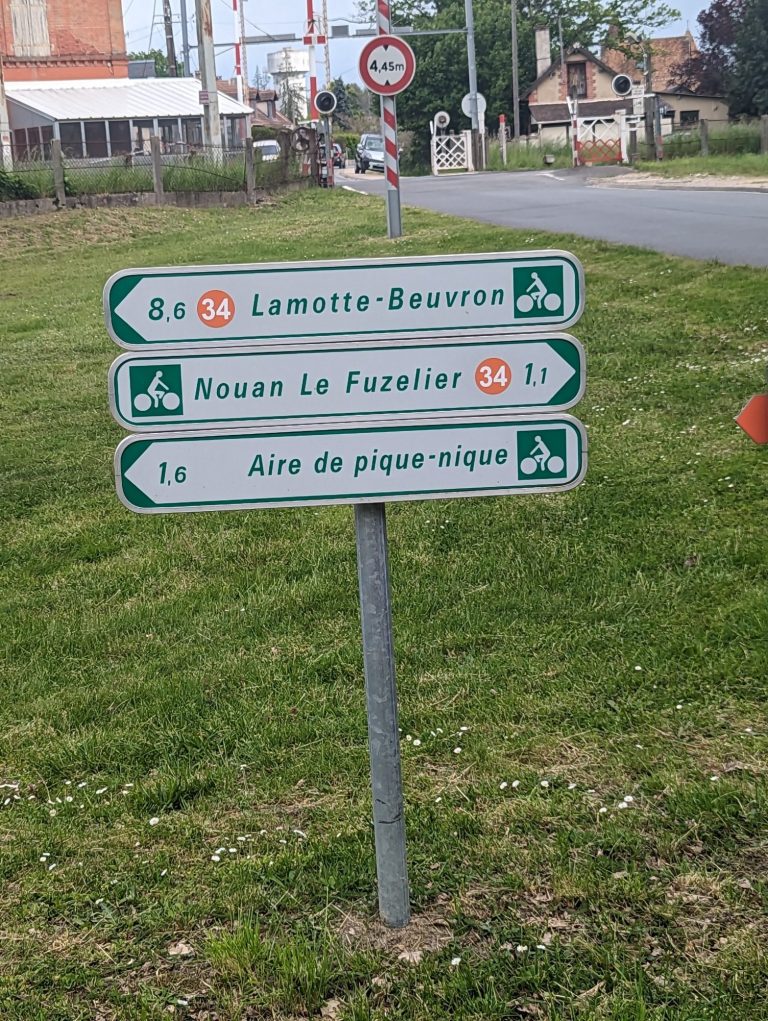 4,45m
8,6 34 Lamotte-Beuvron
Nouan Le Fuzelier 34 1,1
1,6 Aire de pique-nique